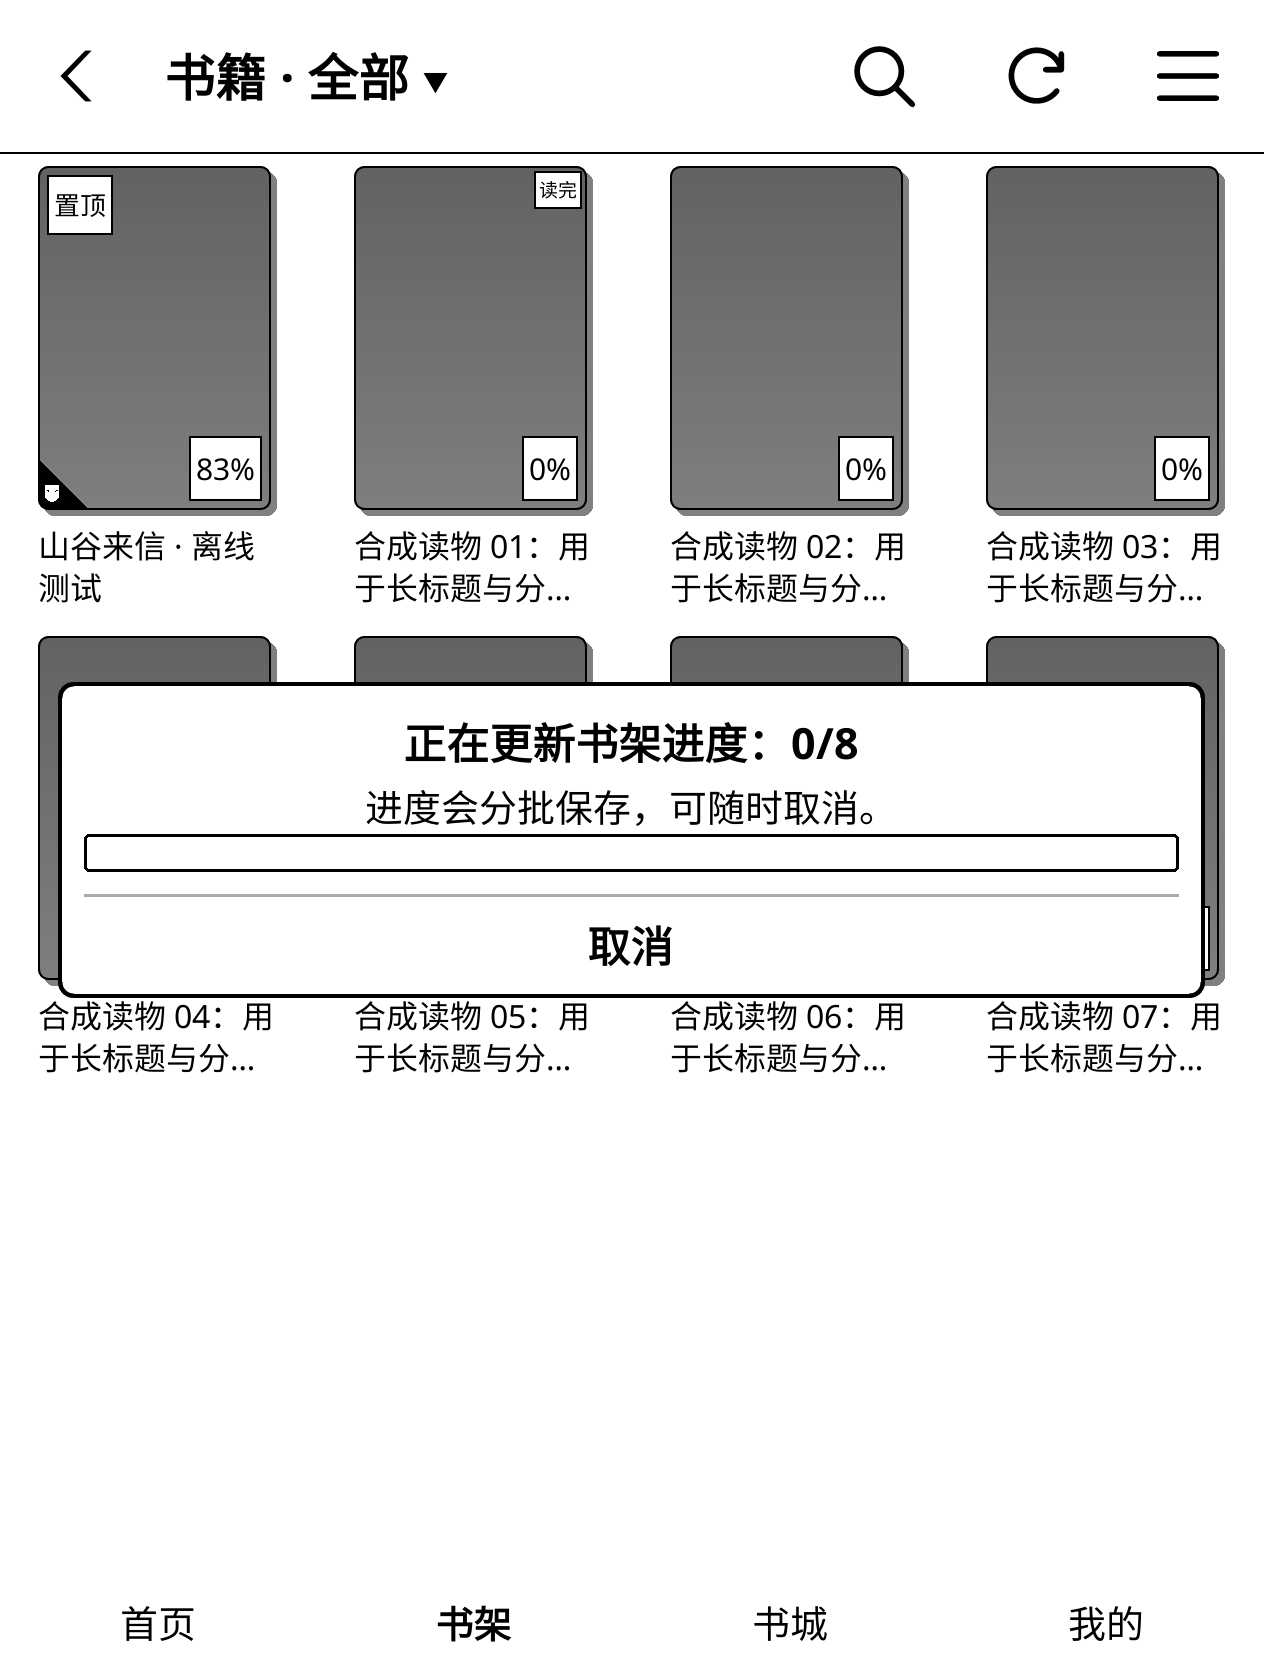 书籍 · 全部 ▼
置顶
读完
83%
0%
0%
0%
山谷来信 · 离线
测试
合成读物 01：用
于长标题与分...
合成读物 02：用
于长标题与分...
合成读物 03：用
于长标题与分...
正在更新书架进度：0/8
进度会分批保存，可随时取消。
取消
合成读物 04：用
于长标题与分...
合成读物 05：用
于长标题与分...
合成读物 06：用
于长标题与分...
合成读物 07：用
于长标题与分...
首页
书架
书城
我的